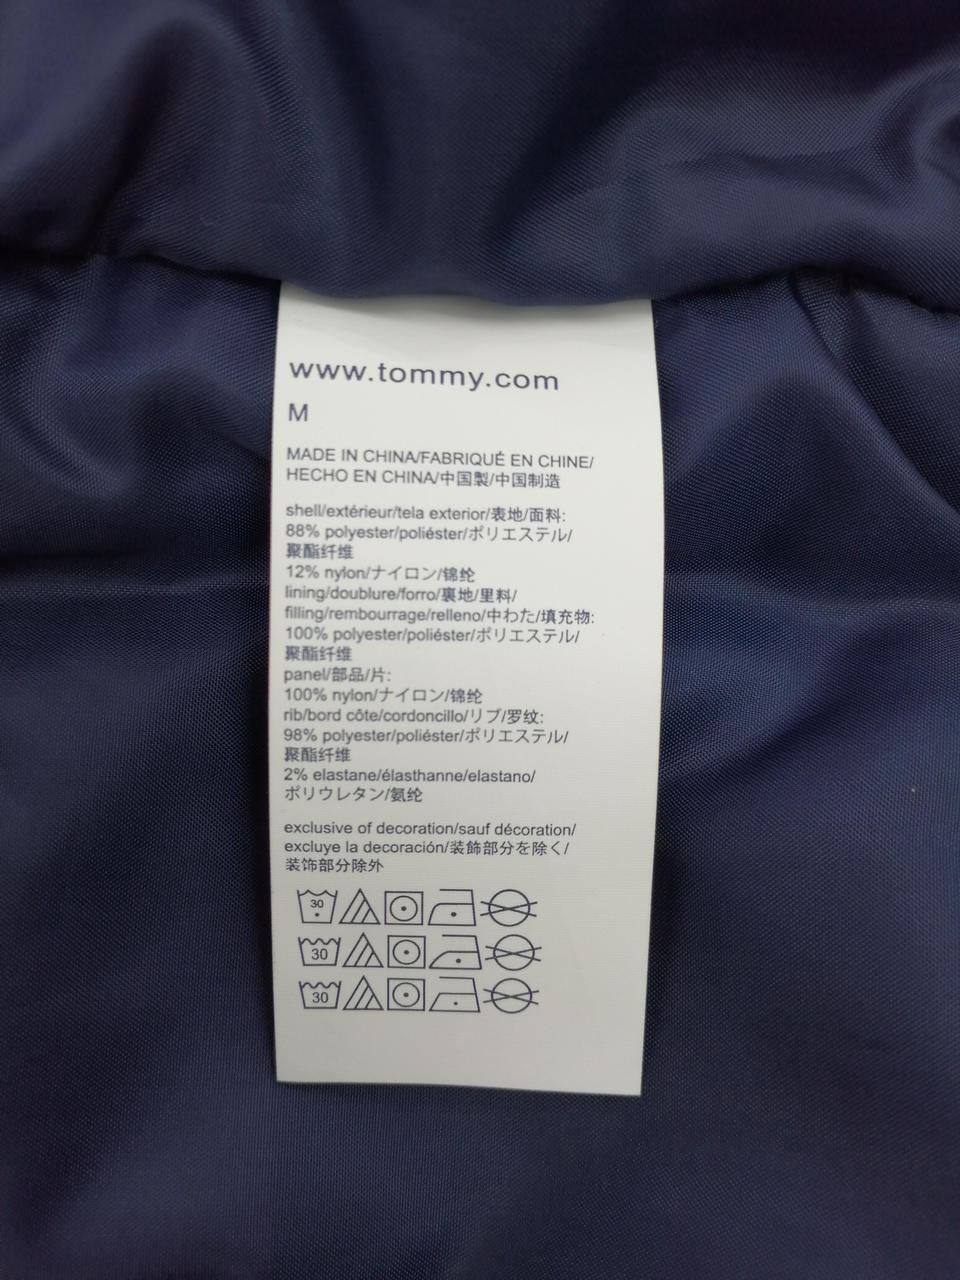 www.tommy.com
M
MADE IN CHINA/FABRIQUÉ EN CHINE/
HECHO EN CHINA/中国製/中国制造
shell/extérieur/tela exterior/表地/面料:
88% polyester/poliéster/ポリエステル/
聚酯纤维
12% nylon/ナイロン/锦纶
lining/doublure/forro/裏地/里料/
filling/rembourrage/relleno/中わた/填充物:
100% polyester/poliéster/ポリエステル/
聚酯纤维
panel/部品/片:
100% nylon/ナイロン/锦纶
rib/bord côte/cordoncillo/リブ/罗纹:
98% polyester/poliéster/ポリエステル/
聚酯纤维
2% elastane/élasthanne/elastano/
ポリウレタン/氨纶
exclusive of decoration/sauf décoration/
excluye la decoración/装飾部分を除く/
装饰部分除外
30
30
30